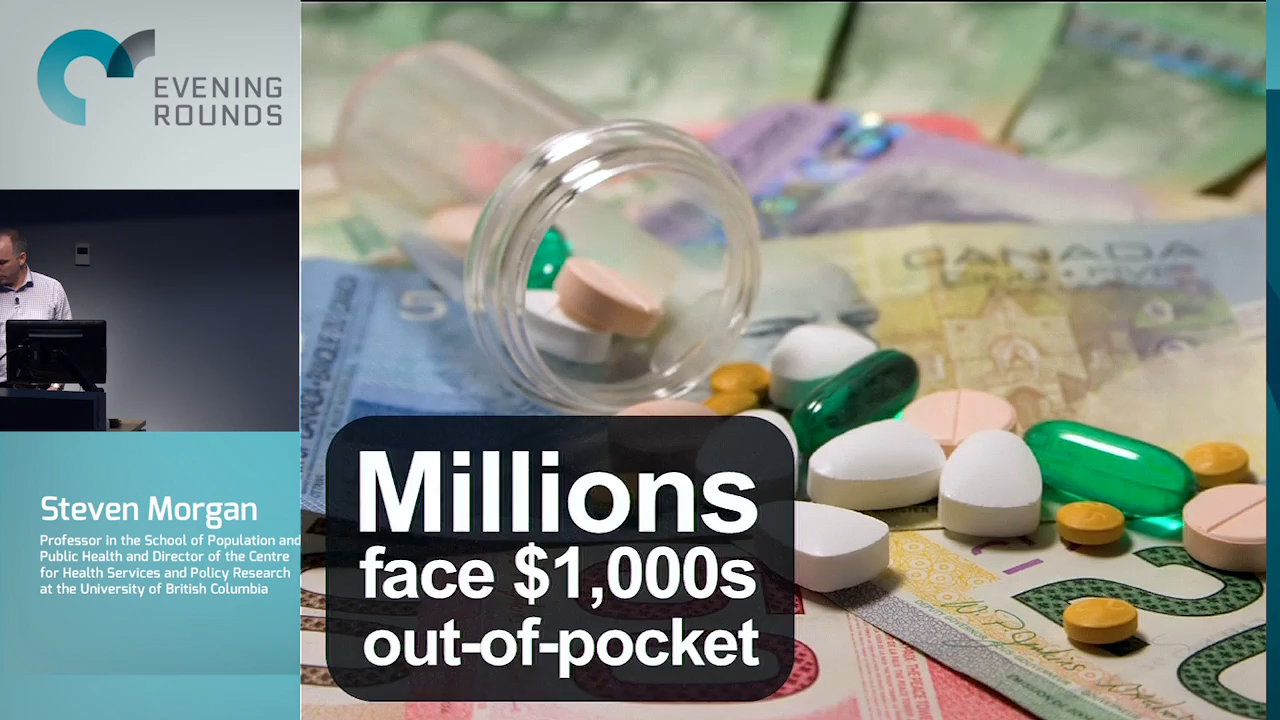 EVENING
ROUNDS
Steven Morgan
Professor in the School of Population and
Public Health and Director of the Centre
for Health Services and Policy Research
at the University of British Columbia
CANADA
5
Millions
face $1,000s
out-of-pocket